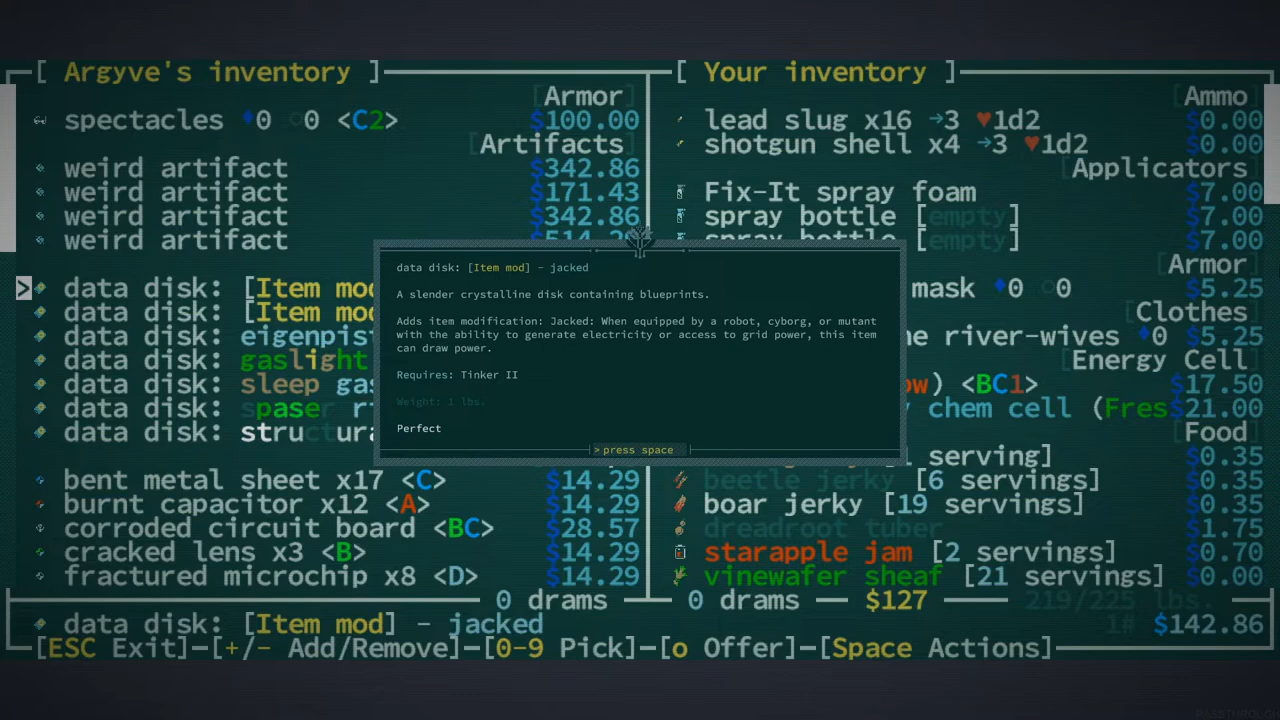 [ Argyve's inventory ]
[Armor]
spectacles ♦0 ○0 <C2> $100.00
[Artifacts]
weird artifact $342.86
weird artifact $171.43
weird artifact $342.86
weird artifact
data disk: [Item mod
data disk: [Item mod
data disk: eigenpist
data disk: gaslight
data disk: sleep gas
data disk: spaser r
data disk: structura
bent metal sheet x17 <C> $14.29
burnt capacitor x12 <A> $14.29
corroded circuit board <BC> $28.57
cracked lens x3 <B> $14.29
fractured microchip x8 <D> $14.29
0 drams
[ Your inventory ]
[Ammo]
lead slug x16 →3 ♥1d2 $0.00
shotgun shell x4 →3 ♥1d2 $0.00
[Applicators]
Fix-It spray foam $7.00
spray bottle [empty] $7.00
spray bottle [empty] $7.00
[Armor]
mask ♦0 ○0 $5.25
[Clothes]
he river-wives ♦0 $5.25
[Energy Cell]
ow) <BC1> $17.50
chem cell (Fres $21.00
[Food]
serving] $0.35
beetle jerky [6 servings] $0.35
boar jerky [19 servings] $0.35
dreadroot tuber $1.75
starapple jam [2 servings] $0.70
vinewafer sheaf [21 servings] $0.00
0 drams — $127 219/225 lbs.
data disk: [Item mod] - jacked
A slender crystalline disk containing blueprints.
Adds item modification: Jacked: When equipped by a robot, cyborg, or mutant
with the ability to generate electricity or access to grid power, this item
can draw power.
Requires: Tinker II
Weight: 1 lbs.
Perfect
> press space
data disk: [Item mod] - jacked 1# $142.86
[ESC Exit]—[+/- Add/Remove]—[0-9 Pick]—[o Offer]—[Space Actions]